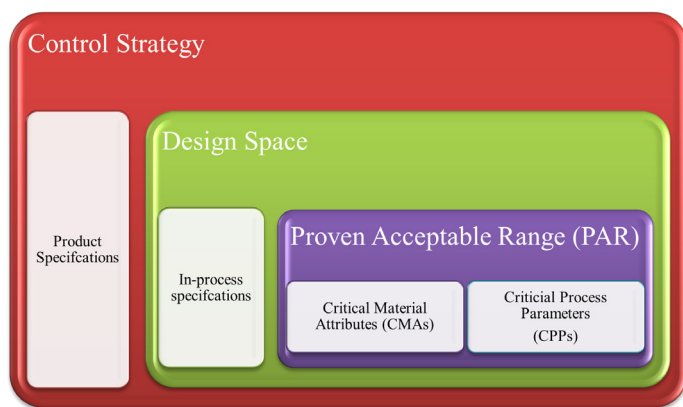 Control Strategy
Design Space
Product
Specifcations
In-process
specifcations
Proven Acceptable Range (PAR)
Critical Material
Attributes (CMAs)
Criticial Process
Parameters
(CPPs)